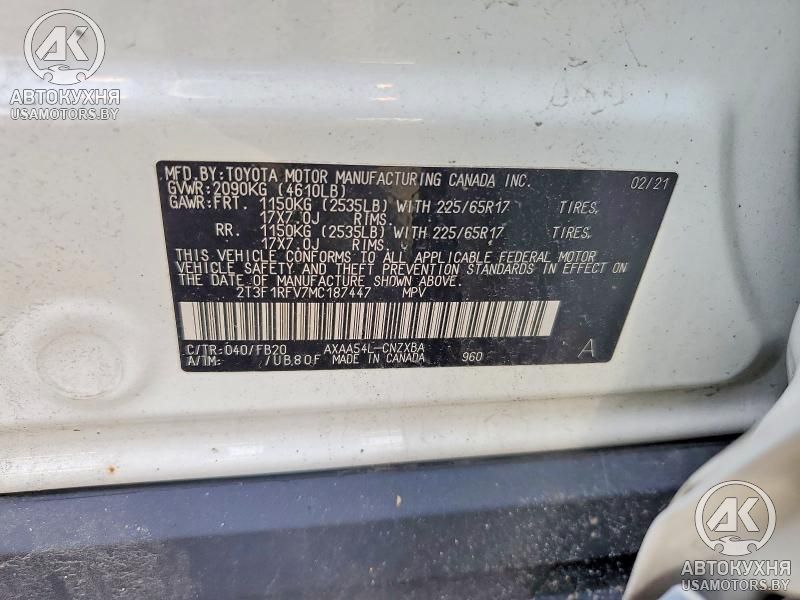 AK
АВТОКУХНЯ
USAMOTORS.BY
MFD.BY:TOYOTA MOTOR MANUFACTURING CANADA INC. 02/21
GVWR:2090KG (4610LB)
GAWR:FRT. 1150KG (2535LB) WITH 225/65R17 TIRES,
17X7.0J RIMS,
RR. 1150KG (2535LB) WITH 225/65R17 TIRES,
17X7.0J RIMS,
THIS VEHICLE CONFORMS TO ALL APPLICABLE FEDERAL MOTOR
VEHICLE SAFETY AND THEFT PREVENTION STANDARDS IN EFFECT ON
THE DATE OF MANUFACTURE SHOWN ABOVE.
2T3F1RFV7MC187447 MPV
C/TR:040/FB20 AXAA54L-CNZXBA A
A/TM: /UB80F MADE IN CANADA 960
AK
АВТОКУХНЯ
USAMOTORS.BY